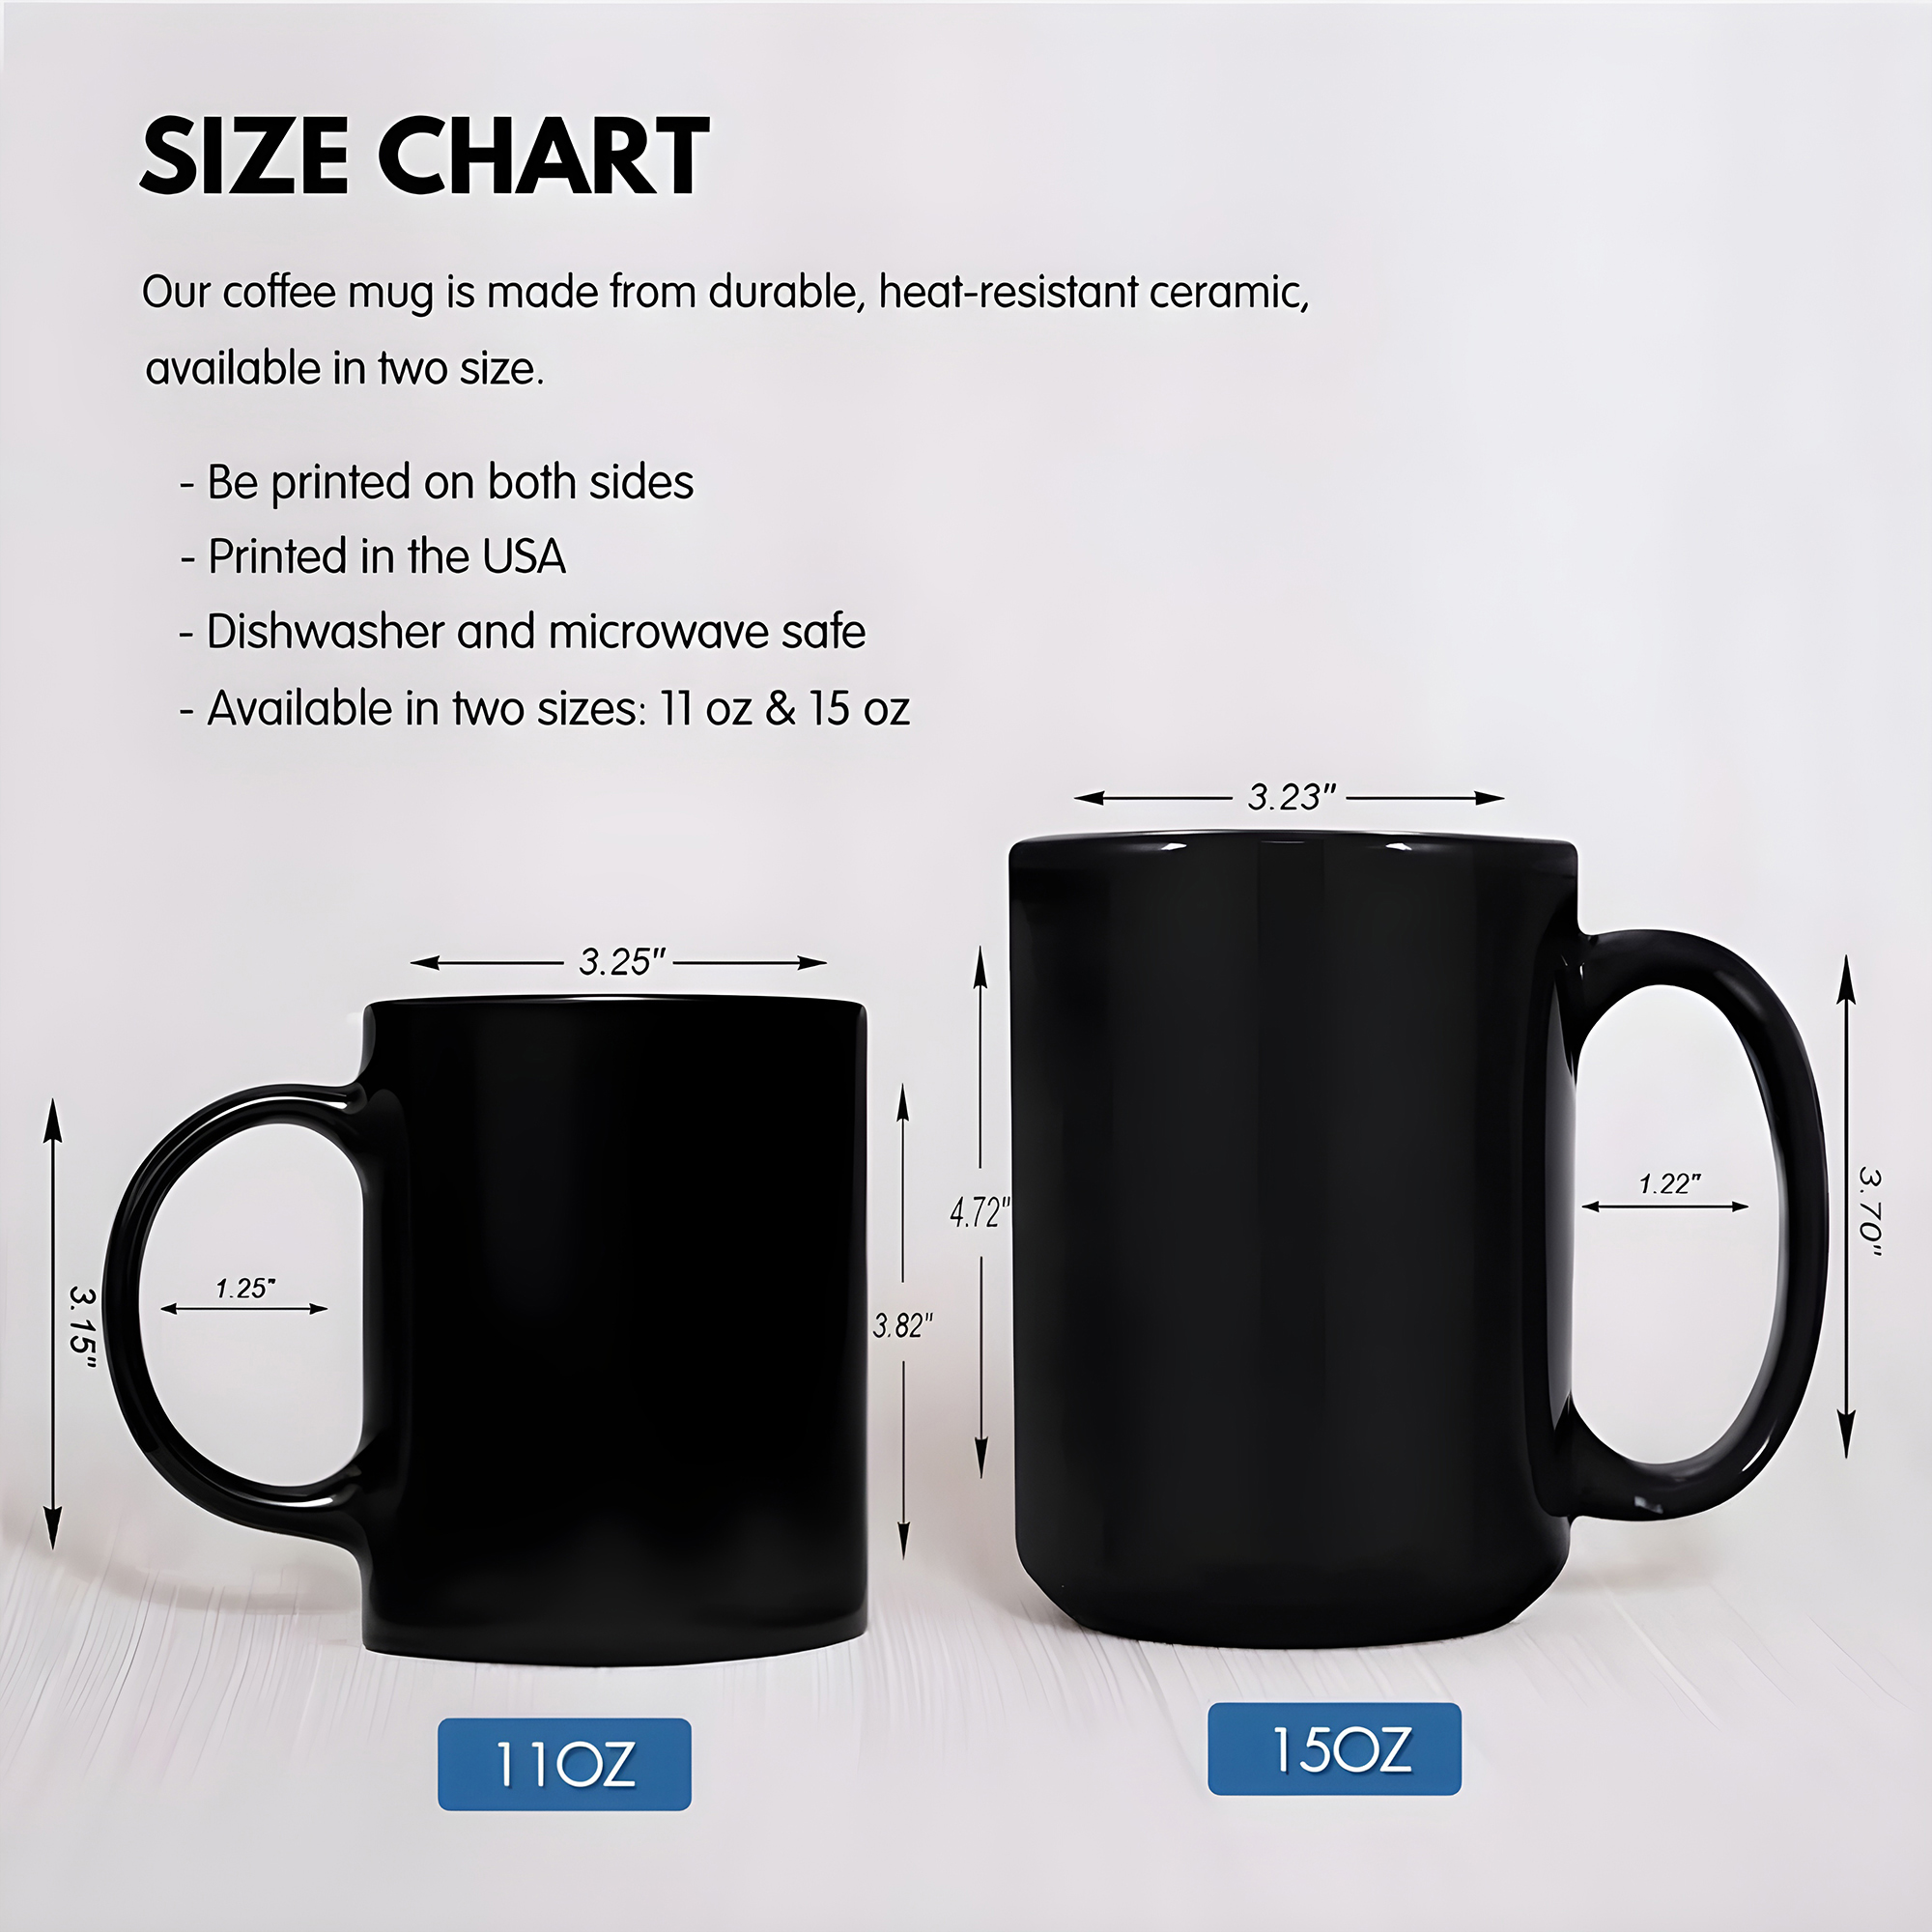 SIZE CHART
Our coffee mug is made from durable, heat-resistant ceramic,
available in two size.
- Be printed on both sides
- Printed in the USA
- Dishwasher and microwave safe
- Available in two sizes: 11 oz & 15 oz
3.23"
3.25"
4.72"
1.22"
3.70"
1.25"
3.15"
3.82"
11OZ
15OZ